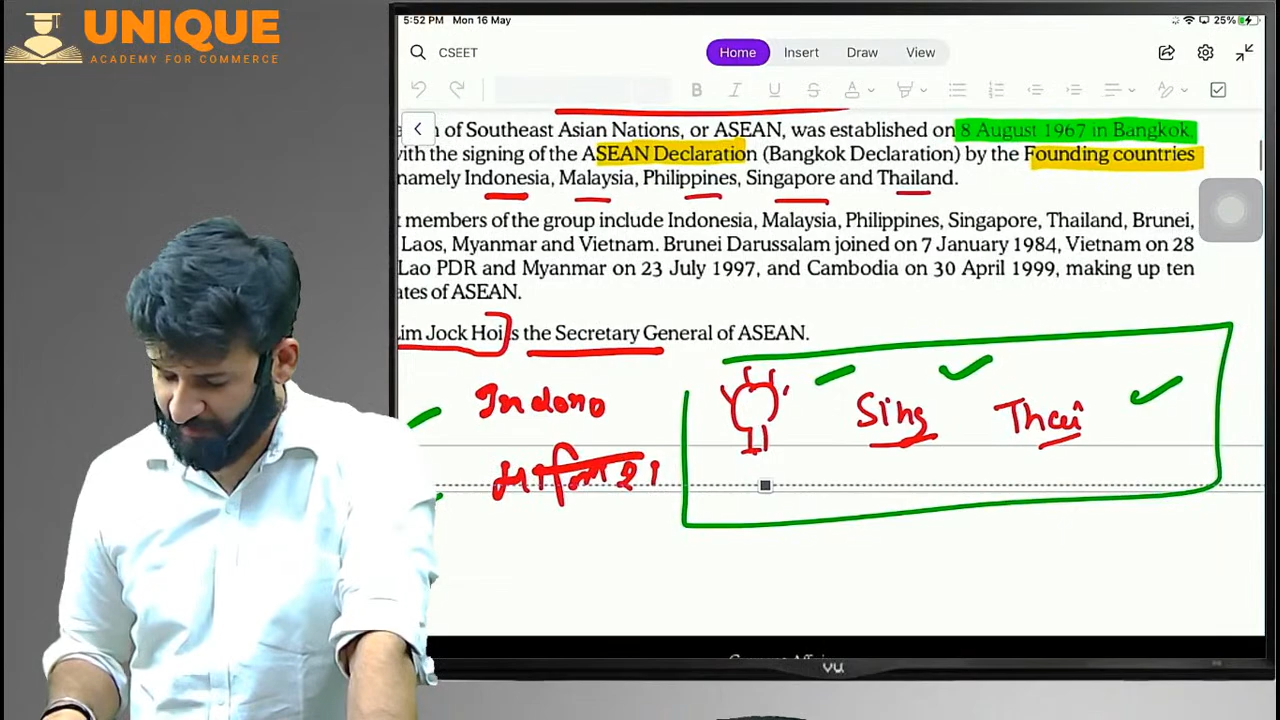 UNIQUE
ACADEMY FOR COMMERCE
5:52 PM Mon 16 May
25%
CSEET
Home Insert Draw View
B I U S A
n of Southeast Asian Nations, or ASEAN, was established on 8 August 1967 in Bangkok,
with the signing of the ASEAN Declaration (Bangkok Declaration) by the Founding countries
namely Indonesia, Malaysia, Philippines, Singapore and Thailand.
t members of the group include Indonesia, Malaysia, Philippines, Singapore, Thailand, Brunei,
Laos, Myanmar and Vietnam. Brunei Darussalam joined on 7 January 1984, Vietnam on 28
Lao PDR and Myanmar on 23 July 1997, and Cambodia on 30 April 1999, making up ten
ates of ASEAN.
Lim Jock Hoi is the Secretary General of ASEAN.
Indono
Sing Thai
vu